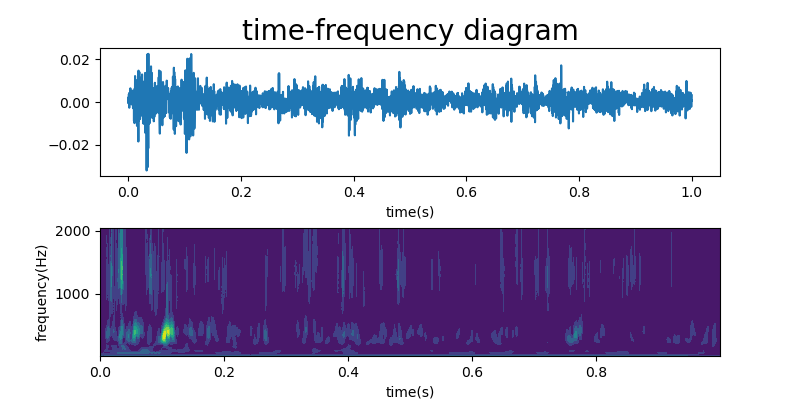 time-frequency diagram
0.02
0.00
−0.02
0.0 0.2 0.4 0.6 0.8 1.0
time(s)
2000
1000
frequency(Hz)
0.0 0.2 0.4 0.6 0.8
time(s)